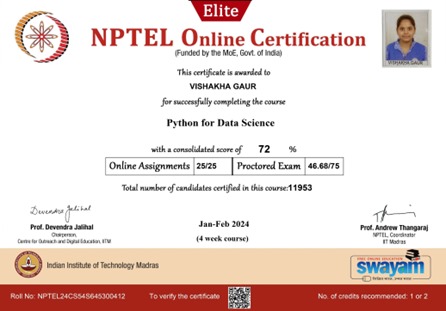 Elite
NPTEL Online Certification
(Funded by the MoE, Govt. of India)
VISHAKHA GAUR
This certificate is awarded to
VISHAKHA GAUR
for successfully completing the course
Python for Data Science
with a consolidated score of 72 %
Online Assignments 25/25 Proctored Exam 46.68/75
Total number of candidates certified in this course:11953
Devendra Jalihal
Prof. Devendra Jalihal
Chairperson,
Centre for Outreach and Digital Education, IITM
Jan-Feb 2024
(4 week course)
Prof. Andrew Thangaraj
NPTEL, Coordinator
IIT Madras
Indian Institute of Technology Madras
FREE ONLINE EDUCATION
swayam
Roll No: NPTEL24CS54S645300412
To verify the certificate
No. of credits recommended: 1 or 2